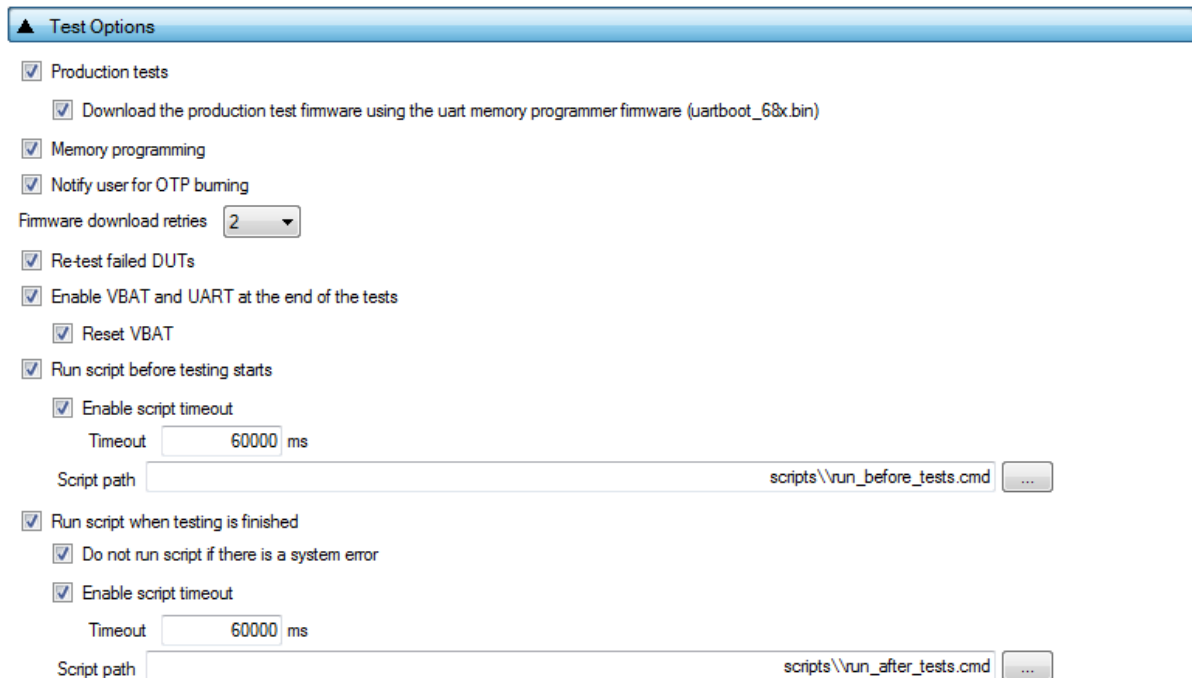 Test Options
Production tests
Download the production test firmware using the uart memory programmer firmware (uartboot_68x.bin)
Memory programming
Notify user for OTP burning
Firmware download retries 2
Re-test failed DUTs
Enable VBAT and UART at the end of the tests
Reset VBAT
Run script before testing starts
Enable script timeout
Timeout 60000 ms
Script path scripts\\run_before_tests.cmd ...
Run script when testing is finished
Do not run script if there is a system error
Enable script timeout
Timeout 60000 ms
Script path scripts\\run_after_tests.cmd ...